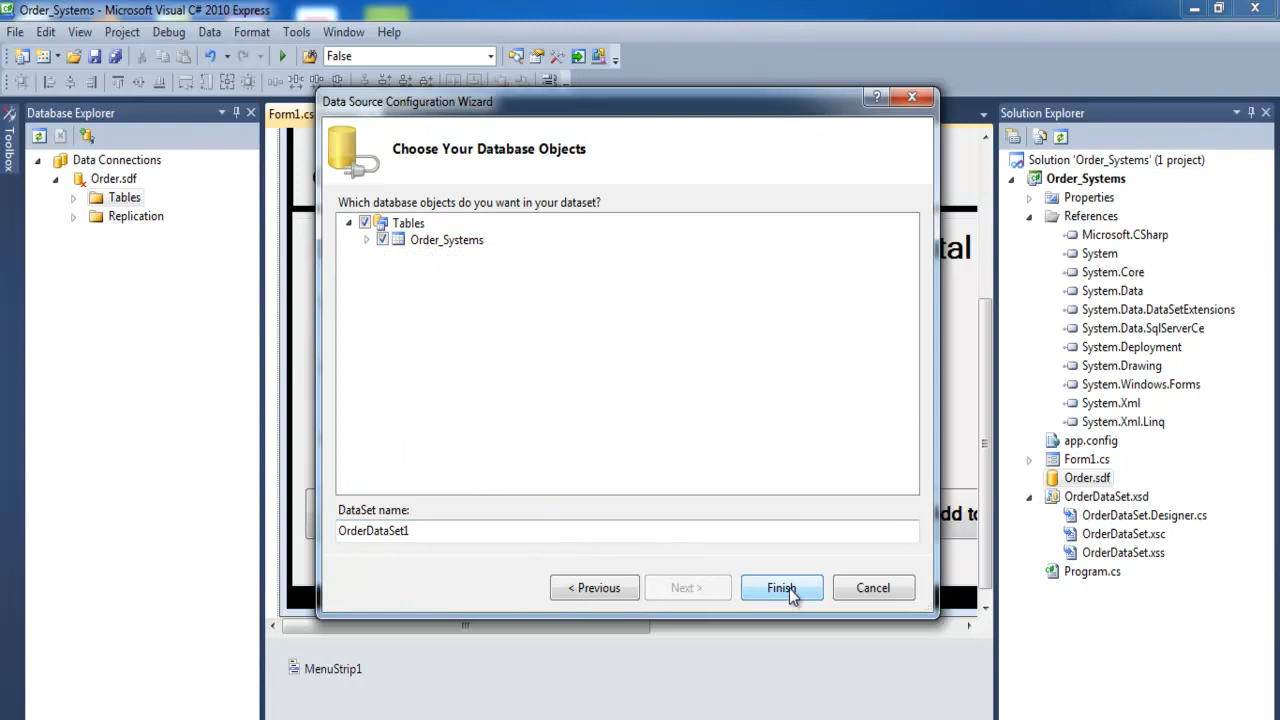 Order_Systems - Microsoft Visual C# 2010 Express
File Edit View Project Debug Data Format Tools Window Help
False
Toolbox
Database Explorer
Data Connections
Order.sdf
Tables
Replication
Form1.cs
Data Source Configuration Wizard
Choose Your Database Objects
Which database objects do you want in your dataset?
Tables
Order_Systems
DataSet name:
OrderDataSet1
< Previous
Next >
Finish
Cancel
MenuStrip1
Solution Explorer
Solution 'Order_Systems' (1 project)
Order_Systems
Properties
References
Microsoft.CSharp
System
System.Core
System.Data
System.Data.DataSetExtensions
System.Data.SqlServerCe
System.Deployment
System.Drawing
System.Windows.Forms
System.Xml
System.Xml.Linq
app.config
Form1.cs
Order.sdf
OrderDataSet.xsd
OrderDataSet.Designer.cs
OrderDataSet.xsc
OrderDataSet.xss
Program.cs